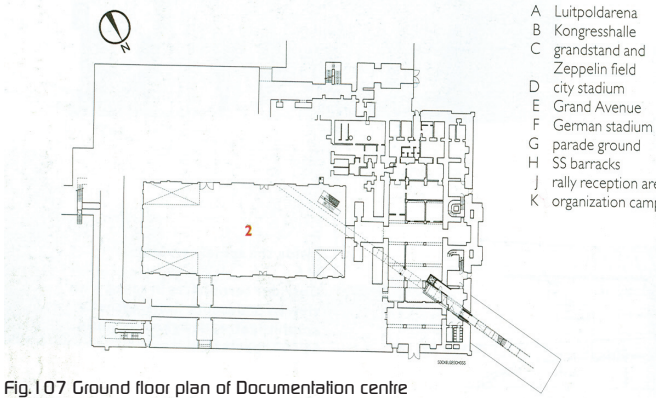 N
A Luitpoldarena
B Kongresshalle
C grandstand and
Zeppelin field
D city stadium
E Grand Avenue
F German stadium
G parade ground
H SS barracks
J rally reception are
K organization camp
2
Fig.107 Ground floor plan of Documentation centre